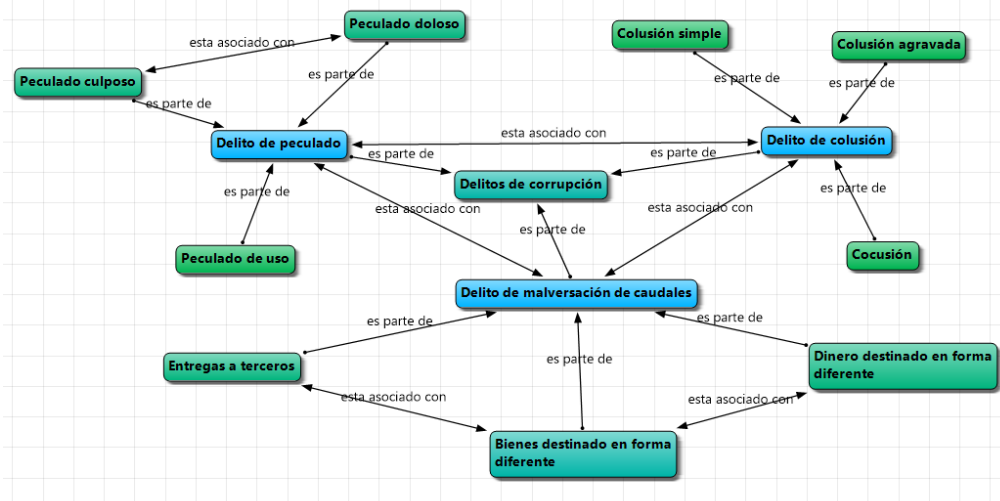 Peculado doloso
Colusión simple
Colusión agravada
esta asociado con
es parte de
es parte de
es parte de
Peculado culposo
es parte de
Delito de peculado
esta asociado con
Delito de colusión
es parte de
es parte de
Delitos de corrupción
es parte de
es parte de
esta asociado con
esta asociado con
es parte de
Peculado de uso
Cocusión
Delito de malversación de caudales
es parte de
es parte de
es parte de
Entregas a terceros
Dinero destinado en forma
diferente
esta asociado con
esta asociado con
Bienes destinado en forma
diferente